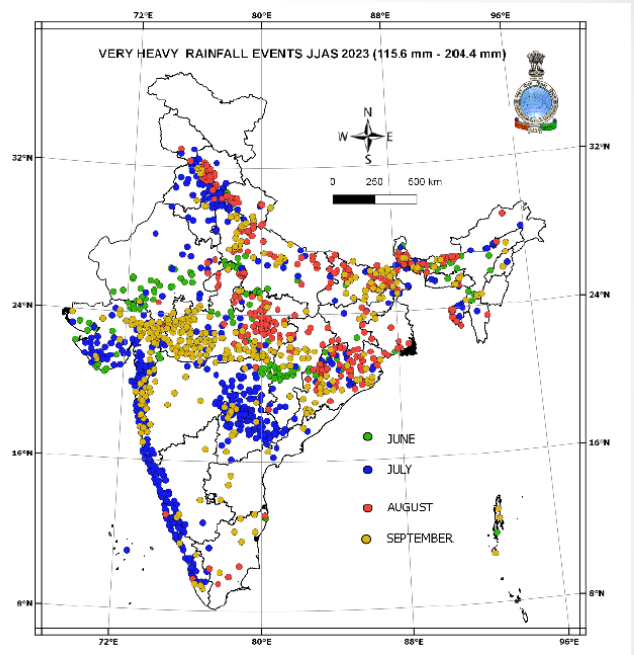 72°E 80°E 88°E 96°E
VERY HEAVY RAINFALL EVENTS JJAS 2023 (115.6 mm - 204.4 mm)
N
W E
S
32°N 32°N
0 250 500 km
24°N 24°N
JUNE
16°N 16°N
JULY
AUGUST
SEPTEMBER
8°N 8°N
72°E 80°E 88°E 96°E